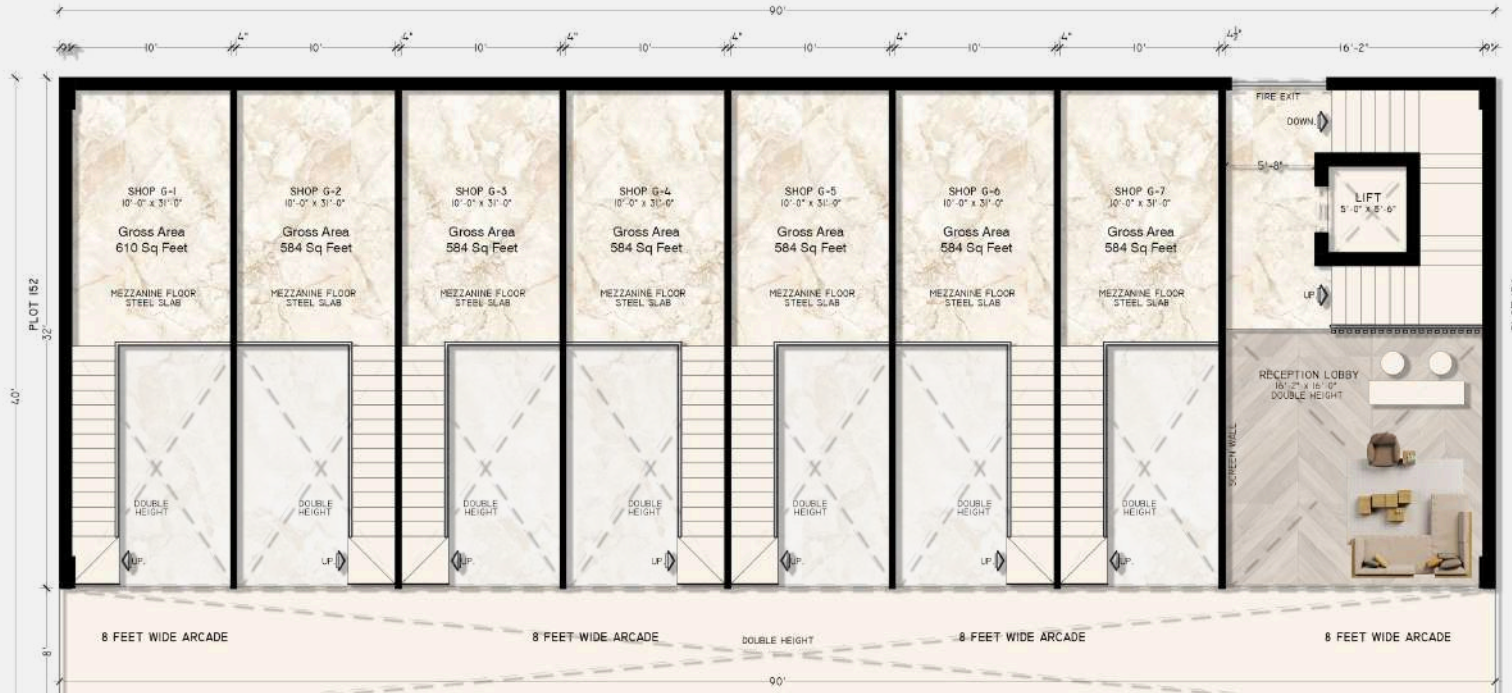 90'
9"
10'
4"
10'
4"
10'
4"
10'
4"
10'
4"
10'
4"
10'
4½"
16'-2"
9"
FIRE EXIT
DOWN.
5'-8"
LIFT
5'-0" X 5'-6"
UP
SHOP G-1
10'-0" x 31'-0"
Gross Area
610 Sq Feet
MEZZANINE FLOOR
STEEL SLAB
SHOP G-2
10'-0" x 31'-0"
Gross Area
584 Sq Feet
MEZZANINE FLOOR
STEEL SLAB
SHOP G-3
10'-0" x 31'-0"
Gross Area
584 Sq Feet
MEZZANINE FLOOR
STEEL SLAB
SHOP G-4
10'-0" x 31'-0"
Gross Area
584 Sq Feet
MEZZANINE FLOOR
STEEL SLAB
SHOP G-5
10'-0" x 31'-0"
Gross Area
584 Sq Feet
MEZZANINE FLOOR
STEEL SLAB
SHOP G-6
10'-0" x 31'-0"
Gross Area
584 Sq Feet
MEZZANINE FLOOR
STEEL SLAB
SHOP G-7
10'-0" x 31'-0"
Gross Area
584 Sq Feet
MEZZANINE FLOOR
STEEL SLAB
PLOT 152
32'
40'
RECEPTION LOBBY
16'-2" x 16'-0"
DOUBLE HEIGHT
SCREEN WALL
DOUBLE
HEIGHT
UP.
DOUBLE
HEIGHT
UP.
DOUBLE
HEIGHT
UP.
DOUBLE
HEIGHT
UP.
DOUBLE
HEIGHT
UP.
DOUBLE
HEIGHT
UP.
DOUBLE
HEIGHT
UP.
8 FEET WIDE ARCADE
8 FEET WIDE ARCADE
DOUBLE HEIGHT
8 FEET WIDE ARCADE
8 FEET WIDE ARCADE
8'
90'